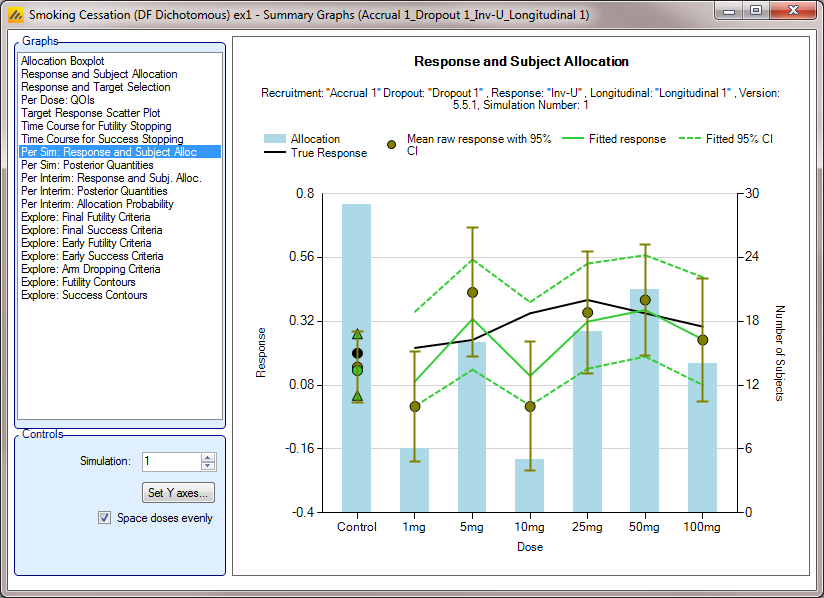 Smoking Cessation (DF Dichotomous) ex1 - Summary Graphs (Accrual 1_Dropout 1_Inv-U_Longitudinal 1)
Graphs
Allocation Boxplot
Response and Subject Allocation
Response and Target Selection
Per Dose: QOIs
Target Response Scatter Plot
Time Course for Futility Stopping
Time Course for Success Stopping
Per Sim: Response and Subject Alloc
Per Sim: Posterior Quantities
Per Interim: Response and Subj. Alloc.
Per Interim: Posterior Quantities
Per Interim: Allocation Probability
Explore: Final Futility Criteria
Explore: Final Success Criteria
Explore: Early Futility Criteria
Explore: Early Success Criteria
Explore: Arm Dropping Criteria
Explore: Futility Contours
Explore: Success Contours
Controls
Simulation: 1
Set Y axes...
Space doses evenly
Response and Subject Allocation
Recruitment: "Accrual 1" Dropout: "Dropout 1" , Response: "Inv-U" , Longitudinal: "Longitudinal 1" , Version:
5.5.1, Simulation Number: 1
Allocation
True Response
Mean raw response with 95%
CI
Fitted response
Fitted 95% CI
0.8
0.56
0.32
0.08
-0.16
-0.4
Response
30
24
18
12
6
0
Number of Subjects
Control 1mg 5mg 10mg 25mg 50mg 100mg
Dose